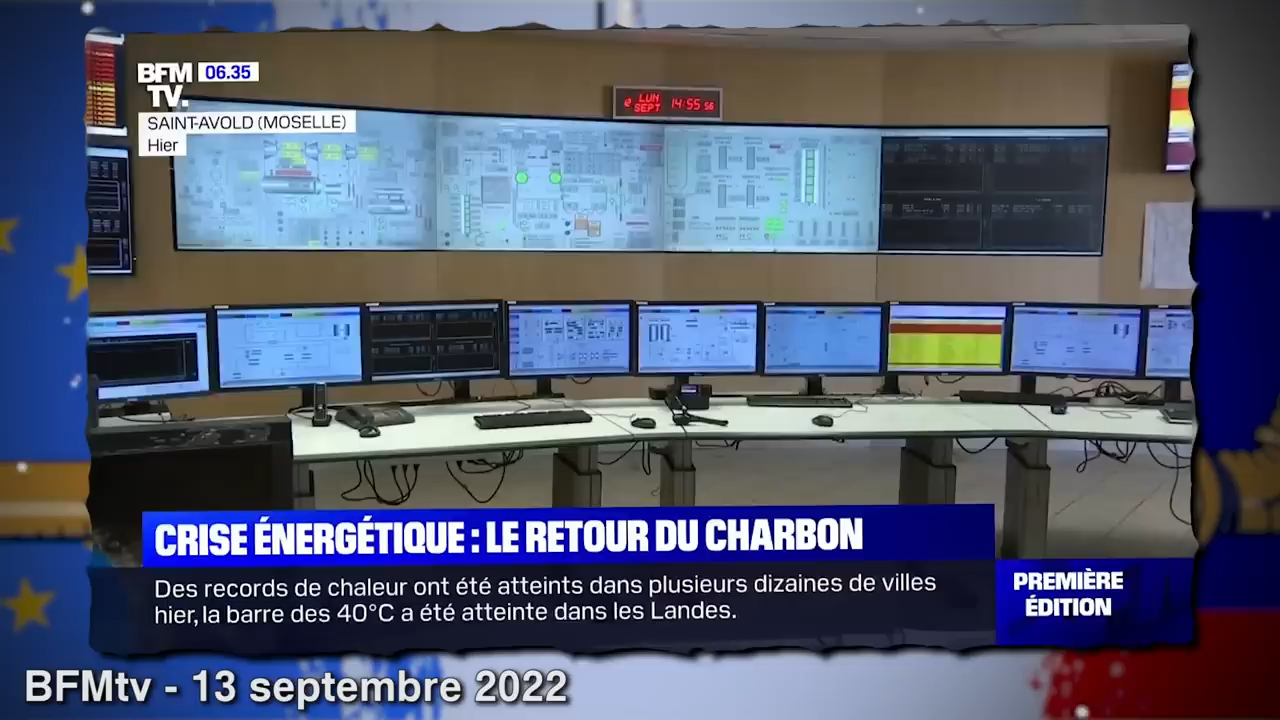 BFM 06.35
TV.
SAINT-AVOLD (MOSELLE)
Hier
LUN 14:55 56
SEPT
CRISE ÉNERGÉTIQUE : LE RETOUR DU CHARBON
Des records de chaleur ont été atteints dans plusieurs dizaines de villes
hier, la barre des 40°C a été atteinte dans les Landes.
PREMIÈRE
ÉDITION
BFMtv - 13 septembre 2022